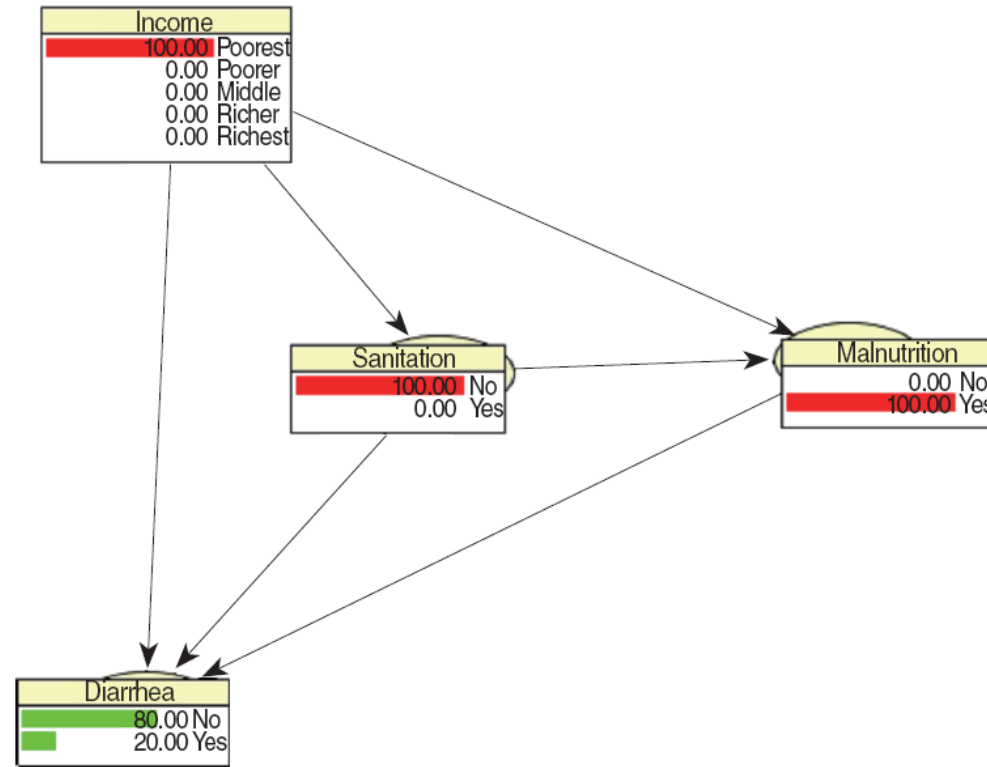 Income
100.00 Poorest
0.00 Poorer
0.00 Middle
0.00 Richer
0.00 Richest
Sanitation
100.00 No
0.00 Yes
Malnutrition
0.00 No
100.00 Yes
Diarrhea
80.00 No
20.00 Yes